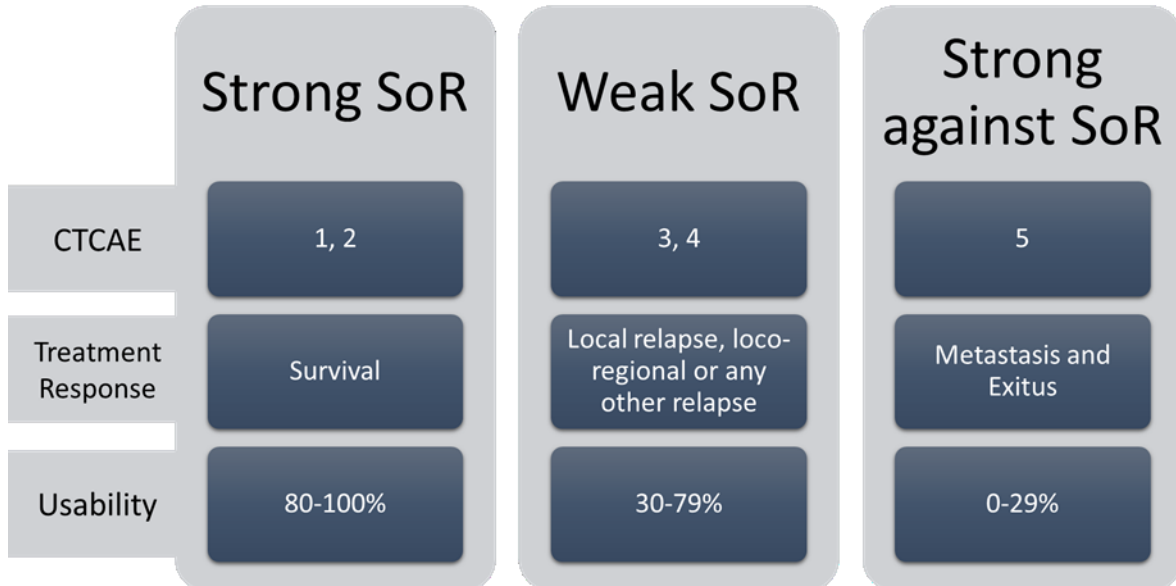 Strong SoR
Weak SoR
Strong
against SoR
CTCAE
1, 2
3, 4
5
Treatment
Response
Survival
Local relapse, loco-
regional or any
other relapse
Metastasis and
Exitus
Usability
80-100%
30-79%
0-29%